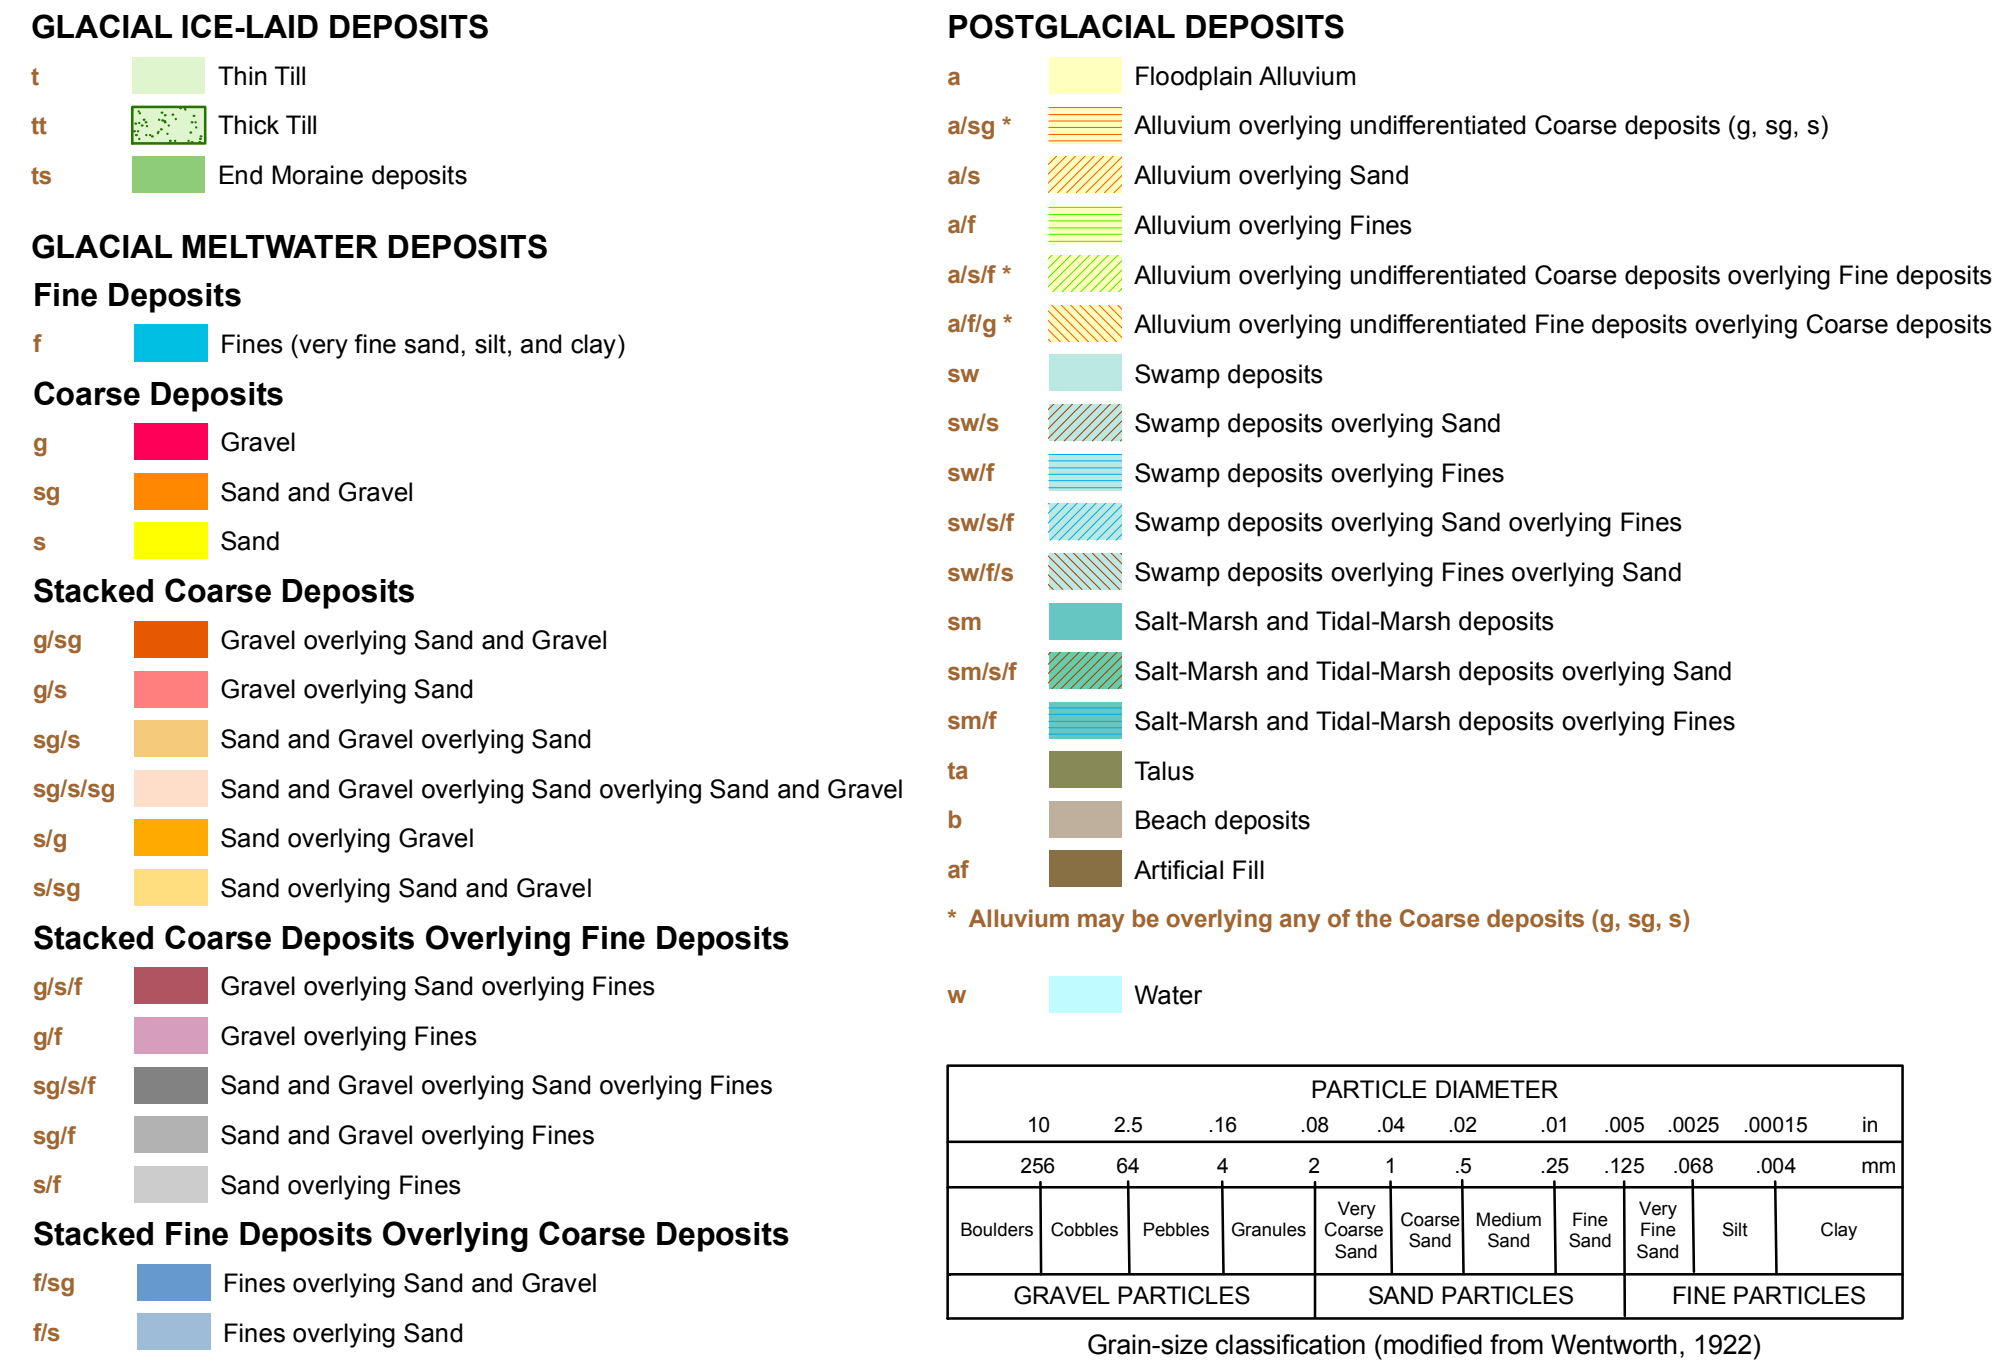 GLACIAL ICE-LAID DEPOSITS
t Thin Till
tt Thick Till
ts End Moraine deposits
GLACIAL MELTWATER DEPOSITS
Fine Deposits
f Fines (very fine sand, silt, and clay)
Coarse Deposits
g Gravel
sg Sand and Gravel
s Sand
Stacked Coarse Deposits
g/sg Gravel overlying Sand and Gravel
g/s Gravel overlying Sand
sg/s Sand and Gravel overlying Sand
sg/s/sg Sand and Gravel overlying Sand overlying Sand and Gravel
s/g Sand overlying Gravel
s/sg Sand overlying Sand and Gravel
Stacked Coarse Deposits Overlying Fine Deposits
g/s/f Gravel overlying Sand overlying Fines
g/f Gravel overlying Fines
sg/s/f Sand and Gravel overlying Sand overlying Fines
sg/f Sand and Gravel overlying Fines
s/f Sand overlying Fines
Stacked Fine Deposits Overlying Coarse Deposits
f/sg Fines overlying Sand and Gravel
f/s Fines overlying Sand
POSTGLACIAL DEPOSITS
a Floodplain Alluvium
a/sg * Alluvium overlying undifferentiated Coarse deposits (g, sg, s)
a/s Alluvium overlying Sand
a/f Alluvium overlying Fines
a/s/f * Alluvium overlying undifferentiated Coarse deposits overlying Fine deposits
a/f/g * Alluvium overlying undifferentiated Fine deposits overlying Coarse deposits
sw Swamp deposits
sw/s Swamp deposits overlying Sand
sw/f Swamp deposits overlying Fines
sw/s/f Swamp deposits overlying Sand overlying Fines
sw/f/s Swamp deposits overlying Fines overlying Sand
sm Salt-Marsh and Tidal-Marsh deposits
sm/s/f Salt-Marsh and Tidal-Marsh deposits overlying Sand
sm/f Salt-Marsh and Tidal-Marsh deposits overlying Fines
ta Talus
b Beach deposits
af Artificial Fill
* Alluvium may be overlying any of the Coarse deposits (g, sg, s)
w Water
PARTICLE DIAMETER
10 2.5 .16 .08 .04 .02 .01 .005 .0025 .00015 in
256 64 4 2 1 .5 .25 .125 .068 .004 mm
Boulders Cobbles Pebbles Granules Very Coarse Sand Coarse Sand Medium Sand Fine Sand Very Fine Sand Silt Clay
GRAVEL PARTICLES SAND PARTICLES FINE PARTICLES
Grain-size classification (modified from Wentworth, 1922)